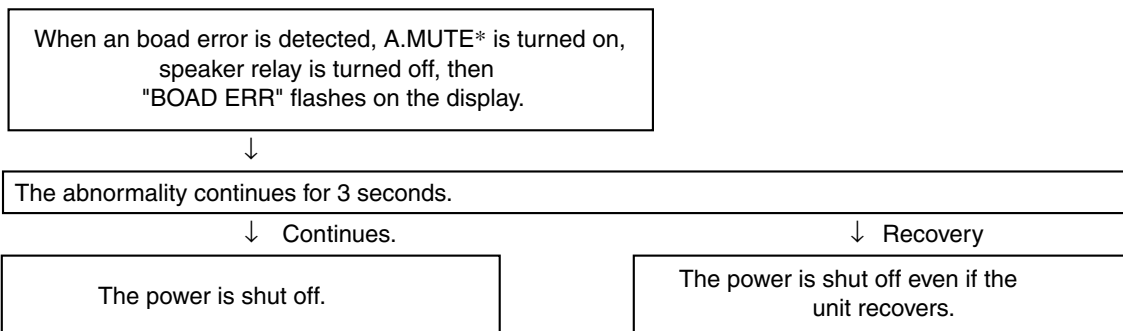 When an boad error is detected, A.MUTE* is turned on,
speaker relay is turned off, then
"BOAD ERR" flashes on the display.
↓
The abnormality continues for 3 seconds.
↓ Continues.
↓ Recovery
The power is shut off.
The power is shut off even if the
unit recovers.